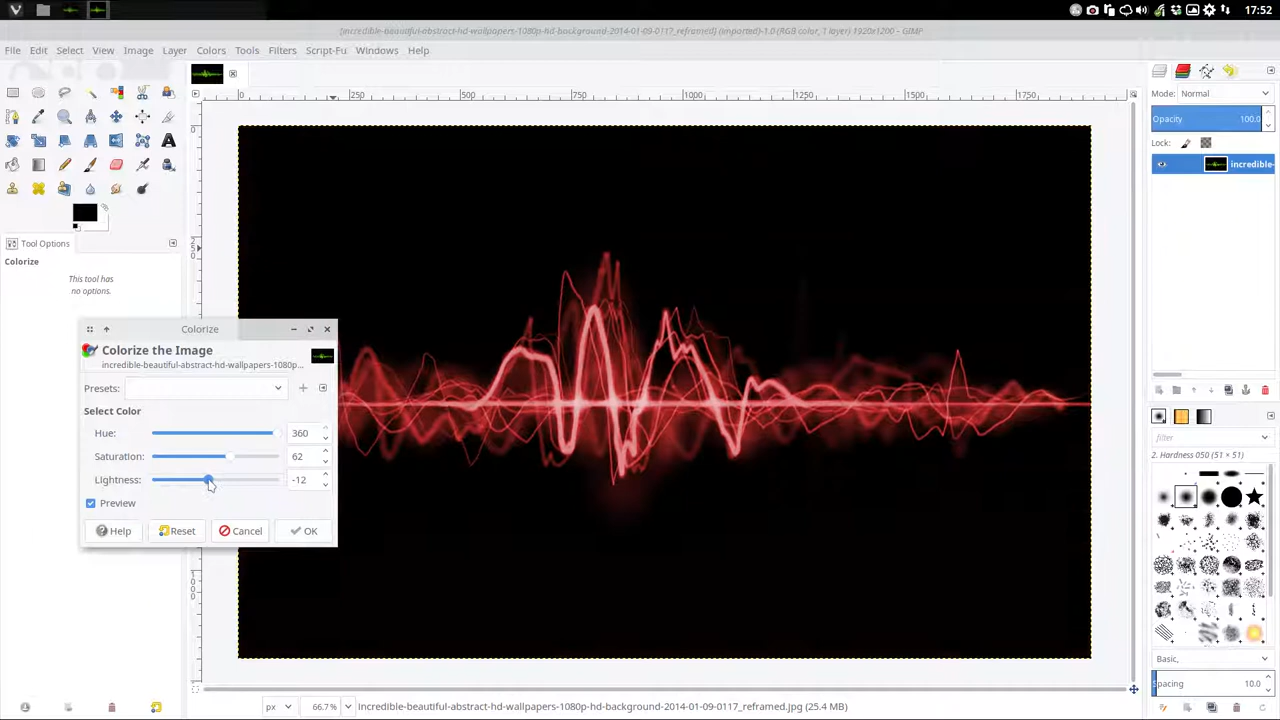 17:52
[incredible-beautiful-abstract-hd-wallpapers-1080p-hd-background-2014-01-09-0117_reframed] (imported)-1.0 (RGB color, 1 layer) 1920x1200 – GIMP
File Edit Select View Image Layer Colors Tools Filters Script-Fu Windows Help
0 250 500 750 1000 1250 1500 1750
Mode: Normal
Opacity 100.0
Lock:
incredible-
Tool Options
Colorize
This tool has
no options.
Colorize
Colorize the Image
incredible-beautiful-abstract-hd-wallpapers-1080p...
Presets:
Select Color
Hue: 360
Saturation: 62
Lightness: -12
Preview
Help Reset Cancel OK
filter
2. Hardness 050 (51 × 51)
Basic,
Spacing 10.0
px 66.7% incredible-beautiful-abstract-hd-wallpapers-1080p-hd-background-2014-01-09-0117_reframed.jpg (25.4 MB)